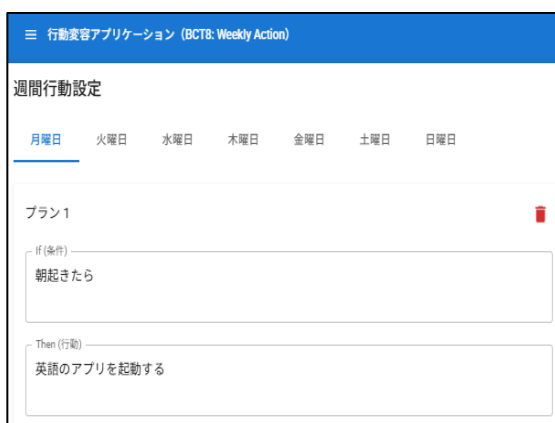 行動変容アプリケーション（BCT8: Weekly Action）
週間行動設定
月曜日 火曜日 水曜日 木曜日 金曜日 土曜日 日曜日
プラン 1
If (条件)
朝起きたら
Then (行動)
英語のアプリを起動する